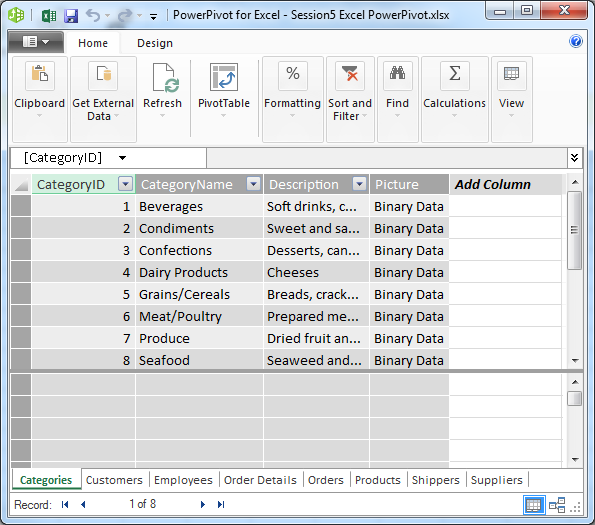 PowerPivot for Excel - Session5 Excel PowerPivot.xlsx
Home Design
Clipboard Get External Data Refresh PivotTable Formatting Sort and Filter Find Calculations View
[CategoryID]
CategoryID CategoryName Description Picture Add Column
1 Beverages Soft drinks, c... Binary Data
2 Condiments Sweet and sa... Binary Data
3 Confections Desserts, can... Binary Data
4 Dairy Products Cheeses Binary Data
5 Grains/Cereals Breads, crack... Binary Data
6 Meat/Poultry Prepared me... Binary Data
7 Produce Dried fruit an... Binary Data
8 Seafood Seaweed and... Binary Data
Categories Customers Employees Order Details Orders Products Shippers Suppliers
Record: 1 of 8